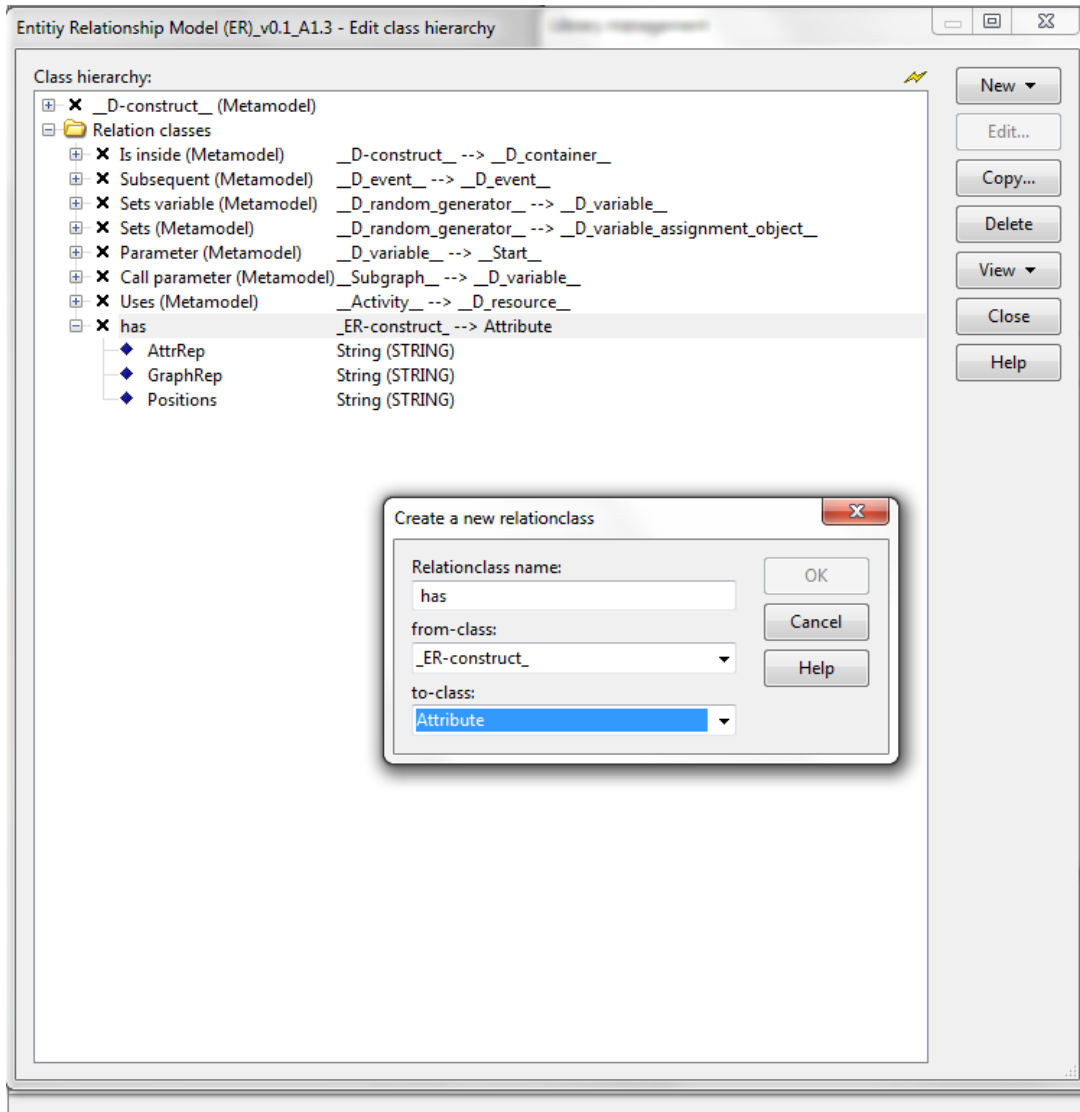 Entitiy Relationship Model (ER)_v0.1_A1.3 - Edit class hierarchy
Class hierarchy:
__D-construct__ (Metamodel)
Relation classes
Is inside (Metamodel) __D-construct__ --> __D_container__
Subsequent (Metamodel) __D_event__ --> __D_event__
Sets variable (Metamodel) __D_random_generator__ --> __D_variable__
Sets (Metamodel) __D_random_generator__ --> __D_variable_assignment_object__
Parameter (Metamodel) __D_variable__ --> __Start__
Call parameter (Metamodel) __Subgraph__ --> __D_variable__
Uses (Metamodel) __Activity__ --> __D_resource__
has _ER-construct_ --> Attribute
AttrRep String (STRING)
GraphRep String (STRING)
Positions String (STRING)
New
Edit...
Copy...
Delete
View
Close
Help
Create a new relationclass
Relationclass name:
has
from-class:
_ER-construct_
to-class:
Attribute
OK
Cancel
Help